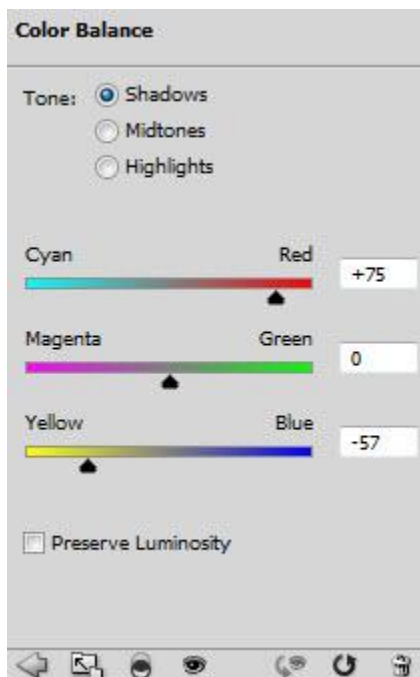 Color Balance
Tone: Shadows
Midtones
Highlights
Cyan Red +75
Magenta Green 0
Yellow Blue -57
Preserve Luminosity